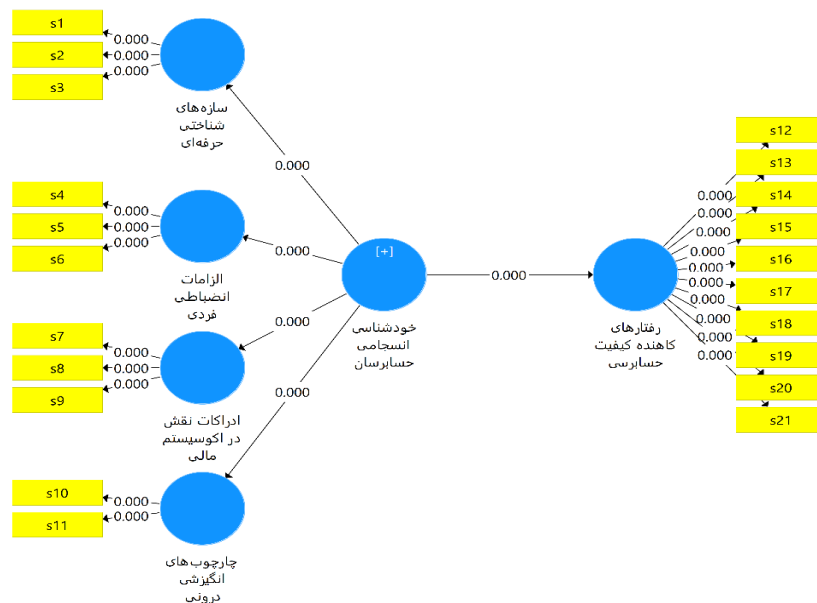 s1
s2
s3
0.000
0.000
0.000
سازه‌های
شناختی
حرفه‌ای
0.000
s4
s5
s6
0.000
0.000
0.000
الزامات
انضباطی
فردی
0.000
s7
s8
s9
0.000
0.000
0.000
ادراکات نقش
در اکوسیستم
مالی
0.000
s10
s11
0.000
0.000
چارچوب‌های
انگیزشی
درونی
0.000
[+]
خودشناسی
انسجامی
حسابرسان
0.000
رفتارهای
کاهنده کیفیت
حسابرسی
0.000
0.000
0.000
0.000
0.000
0.000
0.000
0.000
0.000
0.000
s12
s13
s14
s15
s16
s17
s18
s19
s20
s21